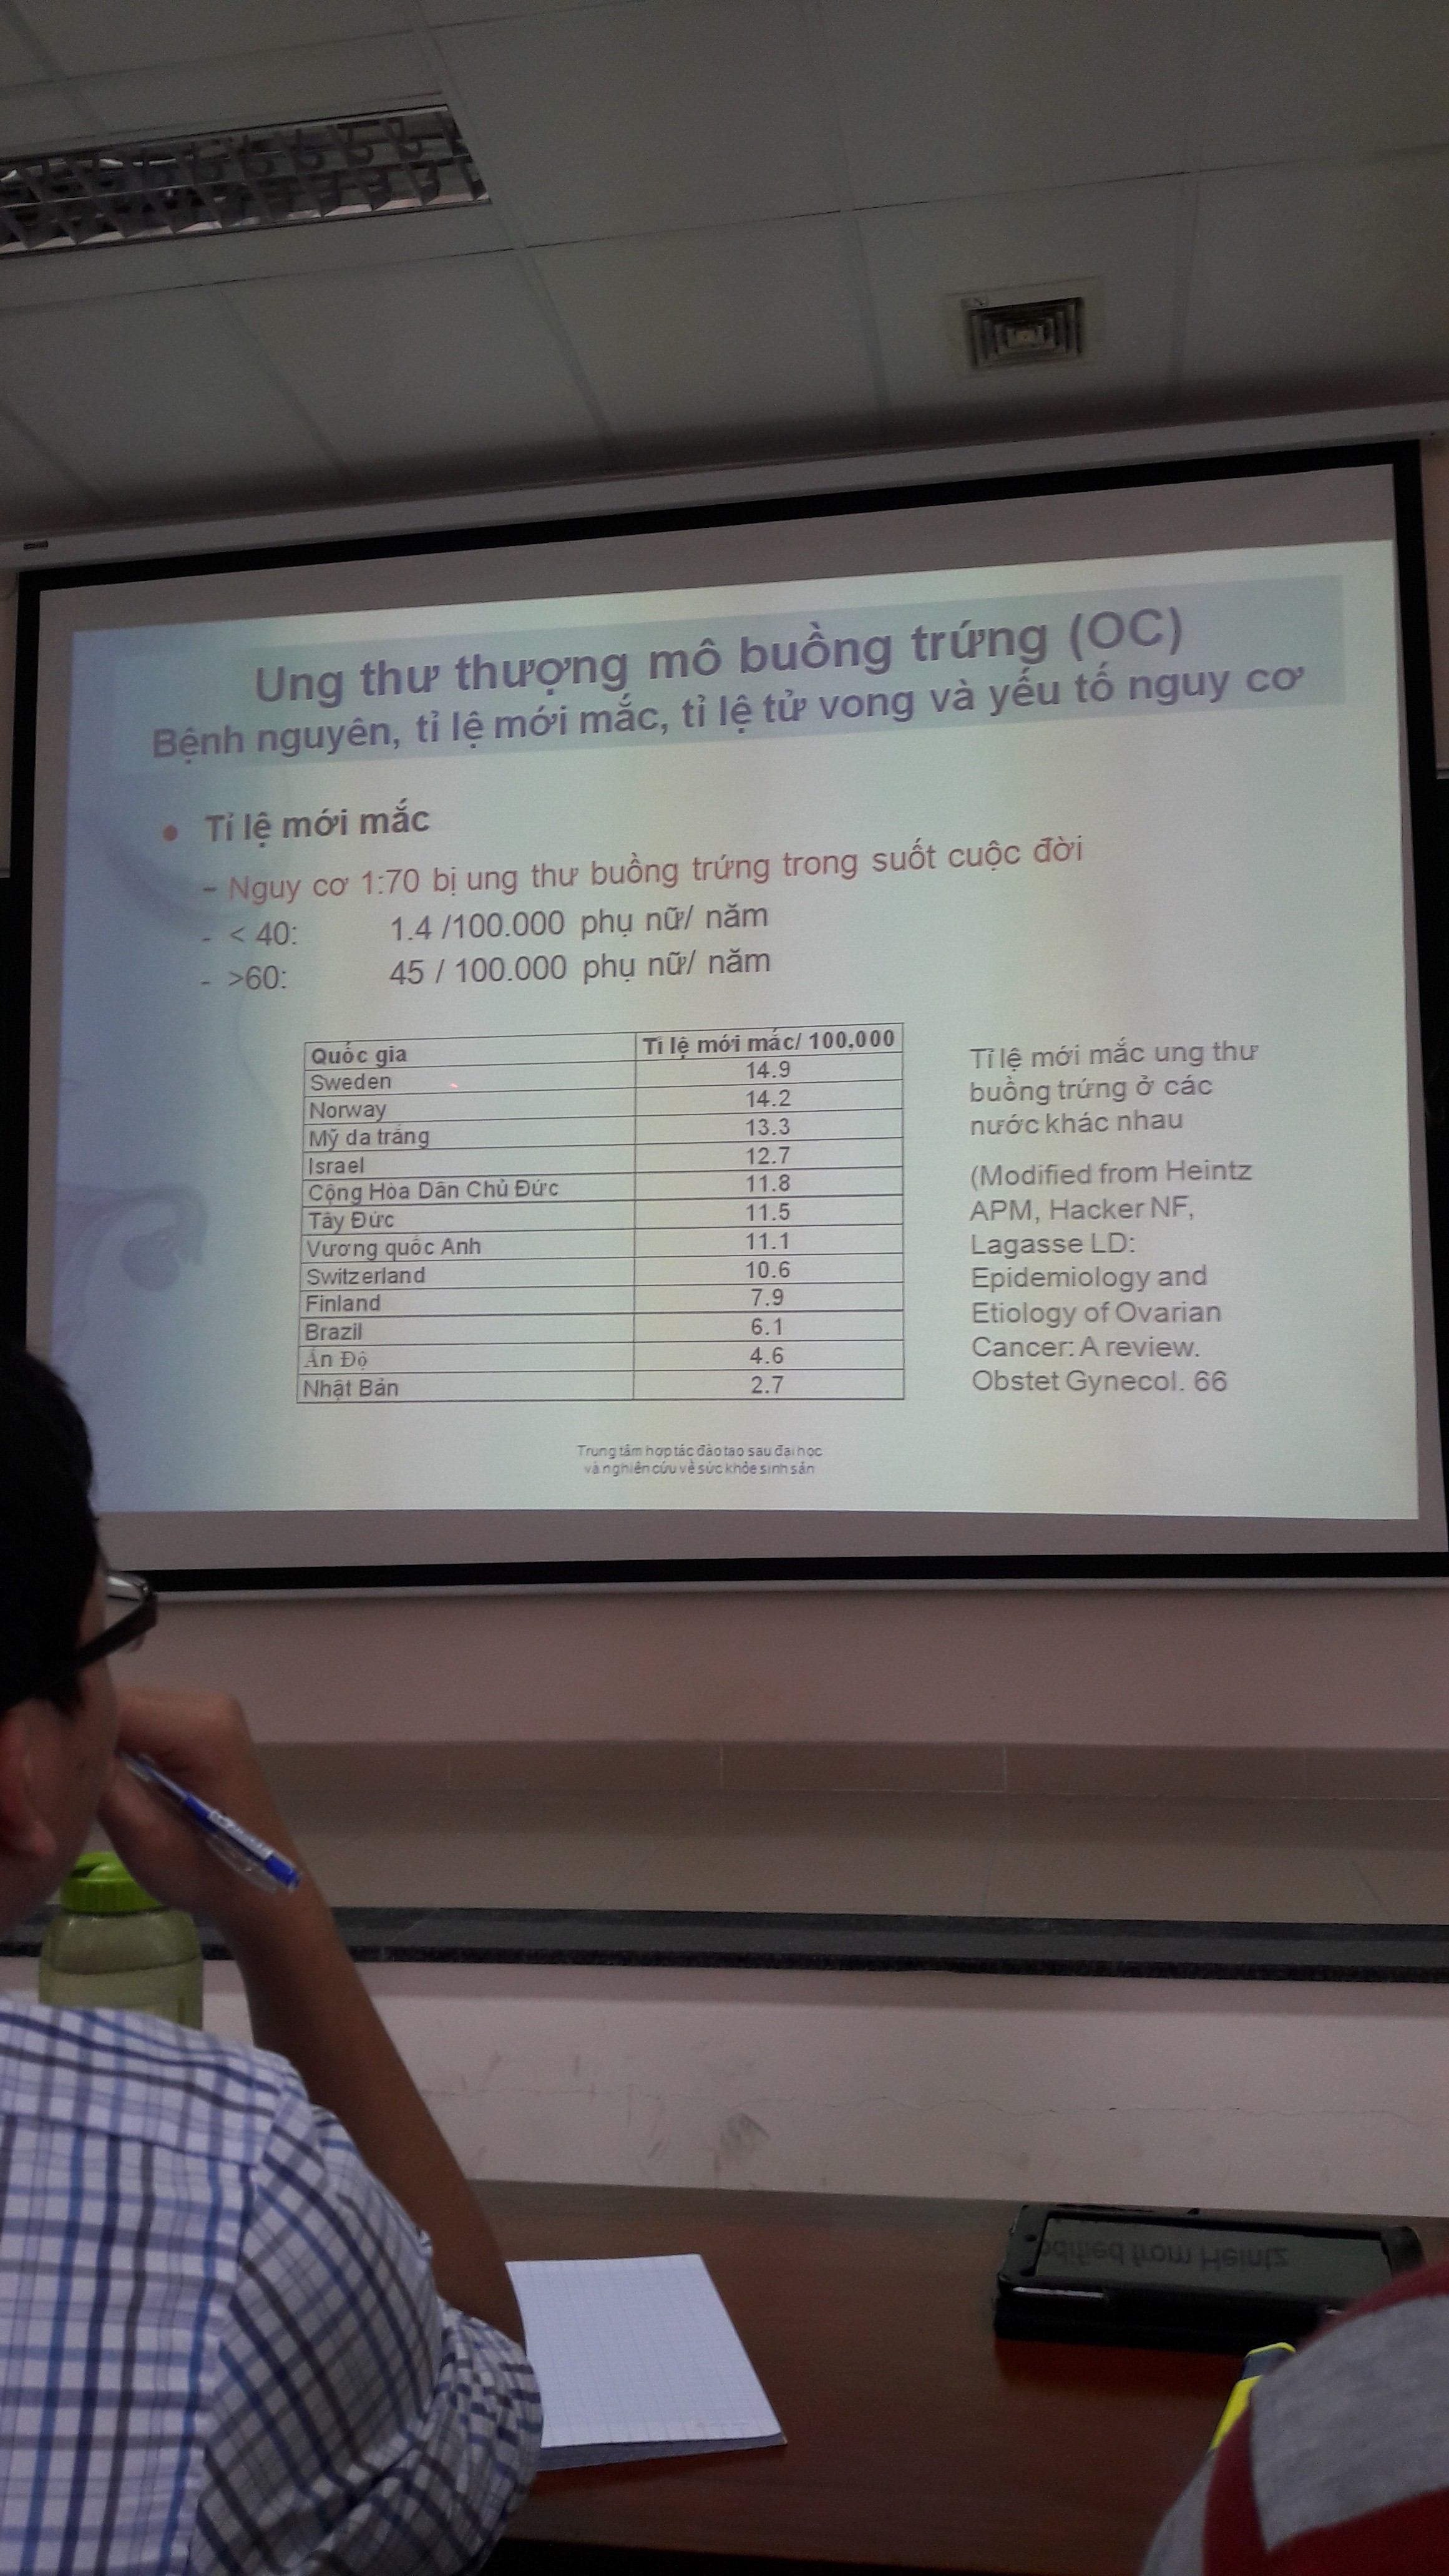 Ung thư thượng mô buồng trứng (OC)
Bệnh nguyên, tỉ lệ mới mắc, tỉ lệ tử vong và yếu tố nguy cơ
• Tỉ lệ mới mắc
– Nguy cơ 1:70 bị ung thư buồng trứng trong suốt cuộc đời
- < 40: 1.4 /100.000 phụ nữ/ năm
- >60: 45 / 100.000 phụ nữ/ năm
Quốc gia Tỉ lệ mới mắc/ 100,000
Sweden 14.9
Norway 14.2
Mỹ da trắng 13.3
Israel 12.7
Cộng Hòa Dân Chủ Đức 11.8
Tây Đức 11.5
Vương quốc Anh 11.1
Switzerland 10.6
Finland 7.9
Brazil 6.1
Ấn Độ 4.6
Nhật Bản 2.7
Tỉ lệ mới mắc ung thư
buồng trứng ở các
nước khác nhau
(Modified from Heintz
APM, Hacker NF,
Lagasse LD:
Epidemiology and
Etiology of Ovarian
Cancer: A review.
Obstet Gynecol. 66
Trung tâm hợp tác đào tạo sau đại học
và nghiên cứu về sức khỏe sinh sản
odified from Heintz